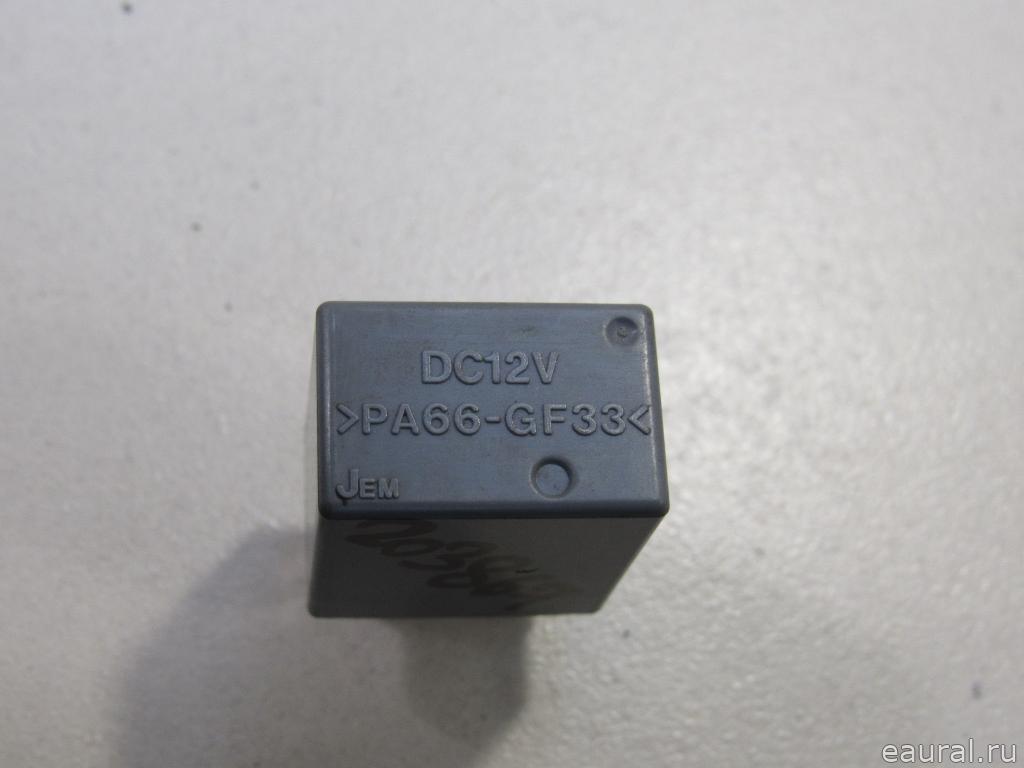 DC12V
>PA66-GF33<
JEM
eaural.ru